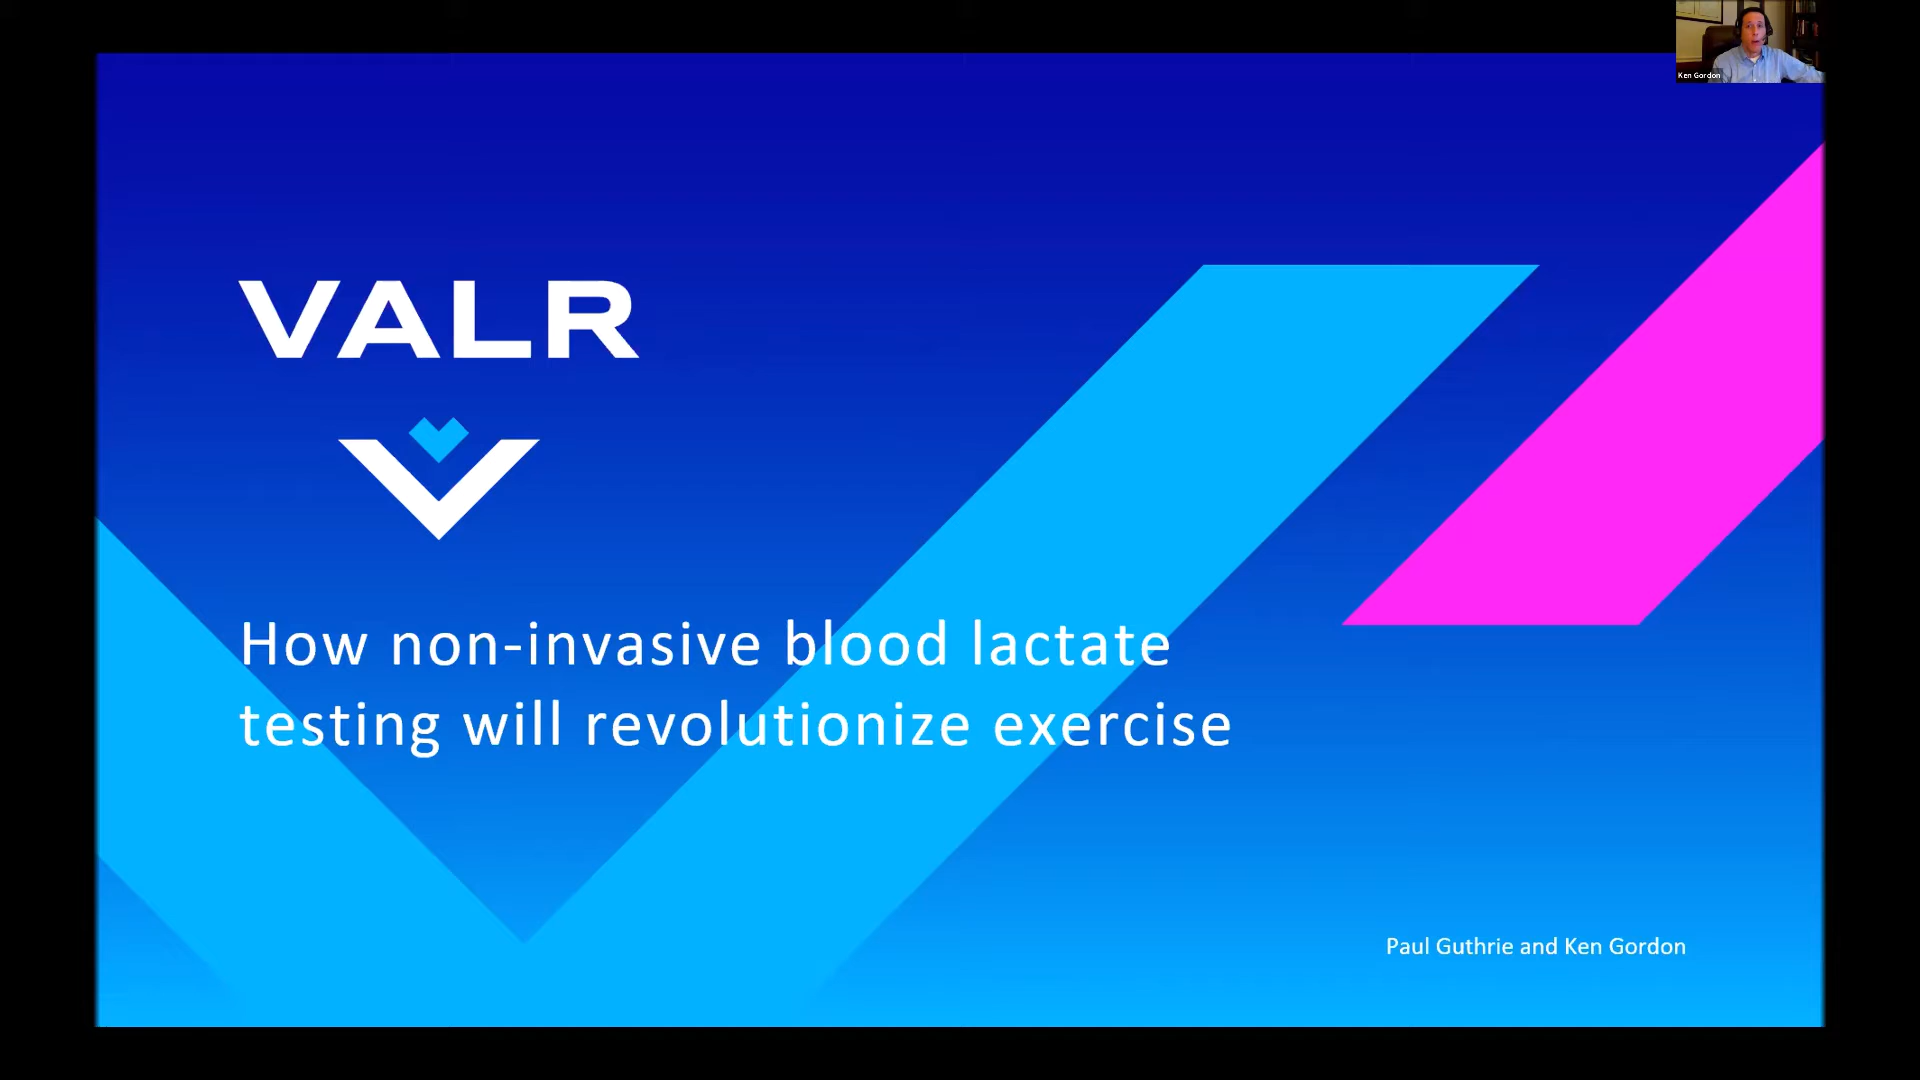 Ken Gordon
VALR
How non-invasive blood lactate
testing will revolutionize exercise
Paul Guthrie and Ken Gordon